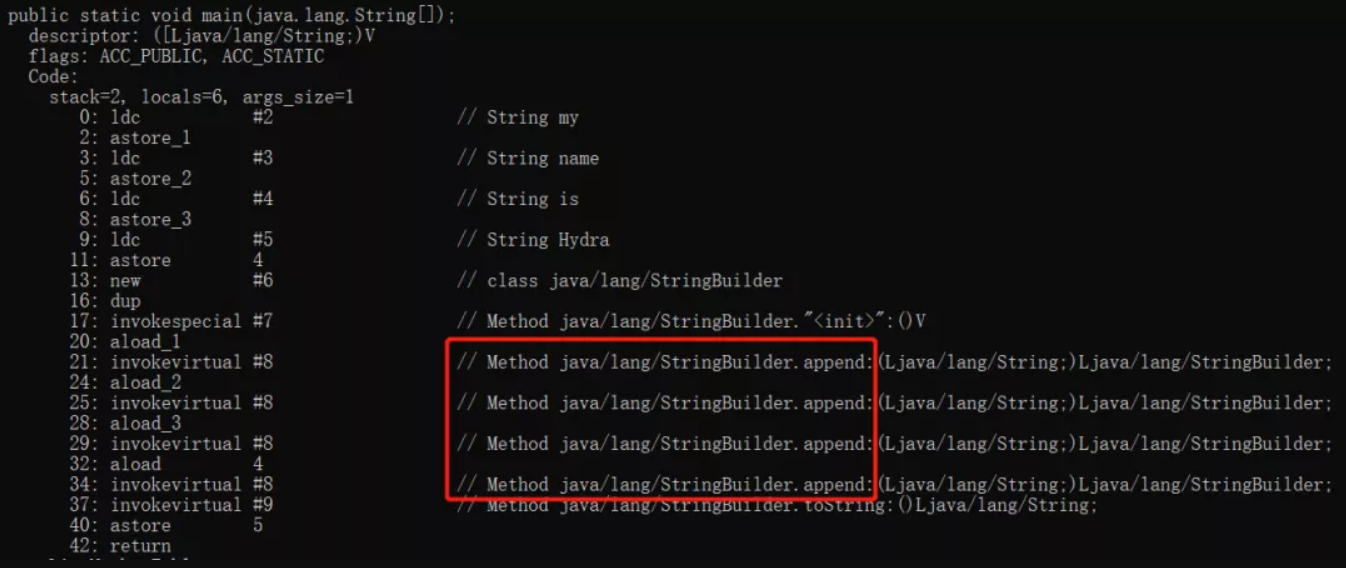 public static void main(java.lang.String[]);
descriptor: ([Ljava/lang/String;)V
flags: ACC_PUBLIC, ACC_STATIC
Code:
stack=2, locals=6, args_size=1
0: ldc #2 // String my
2: astore_1
3: ldc #3 // String name
5: astore_2
6: ldc #4 // String is
8: astore_3
9: ldc #5 // String Hydra
11: astore 4
13: new #6 // class java/lang/StringBuilder
16: dup
17: invokespecial #7 // Method java/lang/StringBuilder."<init>":()V
20: aload_1
21: invokevirtual #8 // Method java/lang/StringBuilder.append:(Ljava/lang/String;)Ljava/lang/StringBuilder;
24: aload_2
25: invokevirtual #8 // Method java/lang/StringBuilder.append:(Ljava/lang/String;)Ljava/lang/StringBuilder;
28: aload_3
29: invokevirtual #8 // Method java/lang/StringBuilder.append:(Ljava/lang/String;)Ljava/lang/StringBuilder;
32: aload 4
34: invokevirtual #8 // Method java/lang/StringBuilder.append:(Ljava/lang/String;)Ljava/lang/StringBuilder;
37: invokevirtual #9 // Method java/lang/StringBuilder.toString:()Ljava/lang/String;
40: astore 5
42: return